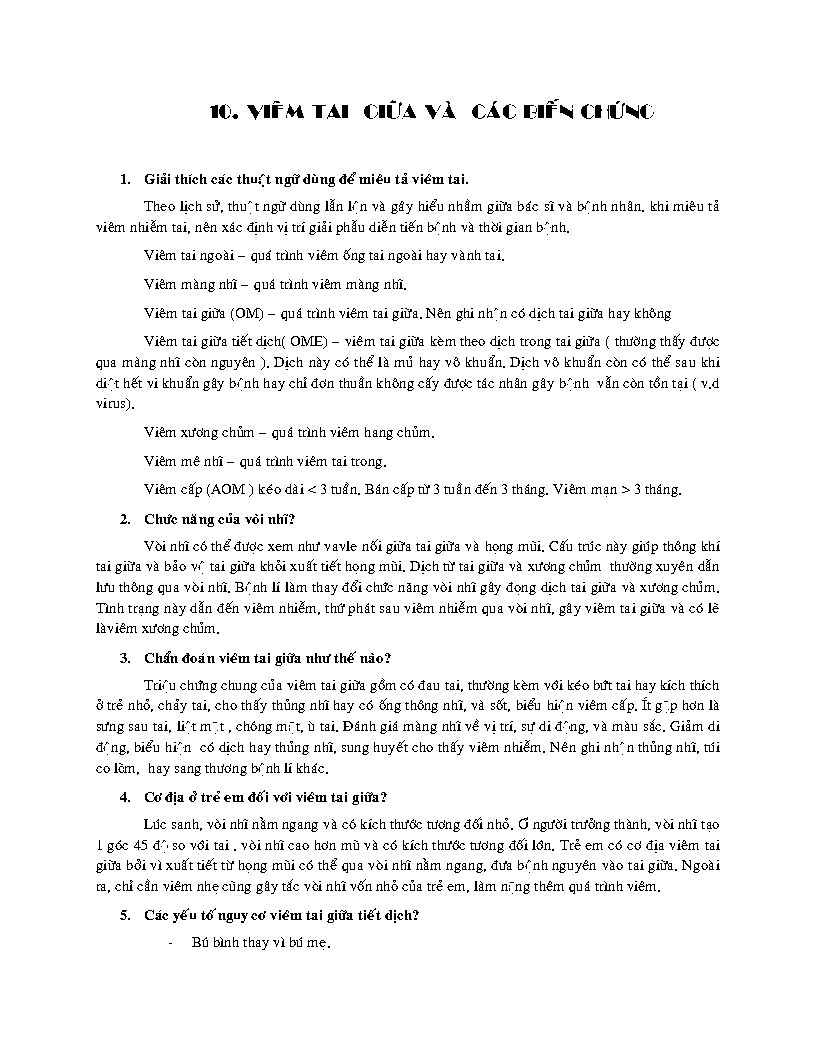 10. VIÊM TAI GIỮA VÀ CÁC BIẾN CHỨNG
1. Giải thích các thuật ngữ dùng để miêu tả viêm tai.
Theo lịch sử, thuật ngữ dùng lẫn lộn và gây hiểu nhầm giữa bác sĩ và bệnh nhân. khi miêu tả
viêm nhiễm tai, nên xác định vị trí giải phẫu diễn tiến bệnh và thời gian bệnh.
Viêm tai ngoài – quá trình viêm ống tai ngoài hay vành tai.
Viêm màng nhĩ – quá trình viêm màng nhĩ.
Viêm tai giữa (OM) – quá trình viêm tai giữa. Nên ghi nhận có dịch tai giữa hay không
Viêm tai giữa tiết dịch( OME) – viêm tai giữa kèm theo dịch trong tai giữa ( thường thấy được
qua màng nhĩ còn nguyên ). Dịch này có thể là mủ hay vô khuẩn. Dịch vô khuẩn còn có thể sau khi
diệt hết vi khuẩn gây bệnh hay chỉ đơn thuần không cấy được tác nhân gây bệnh vẫn còn tồn tại ( v.d
virus).
Viêm xương chủm – quá trình viêm hang chủm.
Viêm mê nhĩ – quá trình viêm tai trong.
Viêm cấp (AOM ) kéo dài < 3 tuần. Bán cấp từ 3 tuần đến 3 tháng. Viêm mạn > 3 tháng.
2. Chức năng của vòi nhĩ?
Vòi nhĩ có thể được xem như vavle nối giữa tai giữa và họng mũi. Cấu trúc này giúp thông khí
tai giữa và bảo vệ tai giữa khỏi xuất tiết họng mũi. Dịch từ tai giữa và xương chủm thường xuyên dẫn
lưu thông qua vòi nhĩ. Bệnh lí làm thay đổi chức năng vòi nhĩ gây đọng dịch tai giữa và xương chủm.
Tình trạng này dẫn đến viêm nhiễm, thứ phát sau viêm nhiễm qua vòi nhĩ, gây viêm tai giữa và có lẽ
làviêm xương chủm.
3. Chẩn đoán viêm tai giữa như thế nào?
Triệu chứng chung của viêm tai giữa gồm có đau tai, thường kèm với kéo bứt tai hay kích thích
ở trẻ nhỏ, chảy tai, cho thấy thủng nhĩ hay có ống thông nhĩ, và sốt, biểu hiện viêm cấp. Ít gặp hơn là
sưng sau tai, liệt mặt , chóng mặt, ù tai. Đánh giá màng nhĩ về vị trí, sự di động, và màu sắc. Giảm di
động, biểu hiện có dịch hay thủng nhĩ, sung huyết cho thấy viêm nhiễm. Nên ghi nhận thủng nhĩ, túi
co lõm, hay sang thương bệnh lí khác.
4. Cơ địa ở trẻ em đối với viêm tai giữa?
Lúc sanh, vòi nhĩ nằm ngang và có kích thước tương đối nhỏ. Ở người trưởng thành, vòi nhĩ tạo
1 góc 45 độ so với tai , vòi nhĩ cao hơn mũ và có kích thước tương đối lớn. Trẻ em có cơ địa viêm tai
giữa bởi vì xuất tiết từ họng mũi có thể qua vòi nhĩ nằm ngang, đưa bệnh nguyên vào tai giữa. Ngoài
ra, chỉ cần viêm nhẹ cũng gây tắc vòi nhĩ vốn nhỏ của trẻ em, làm nặng thêm quá trình viêm.
5. Các yếu tố nguy cơ viêm tai giữa tiết dịch?
- Bú bình thay vì bú mẹ.